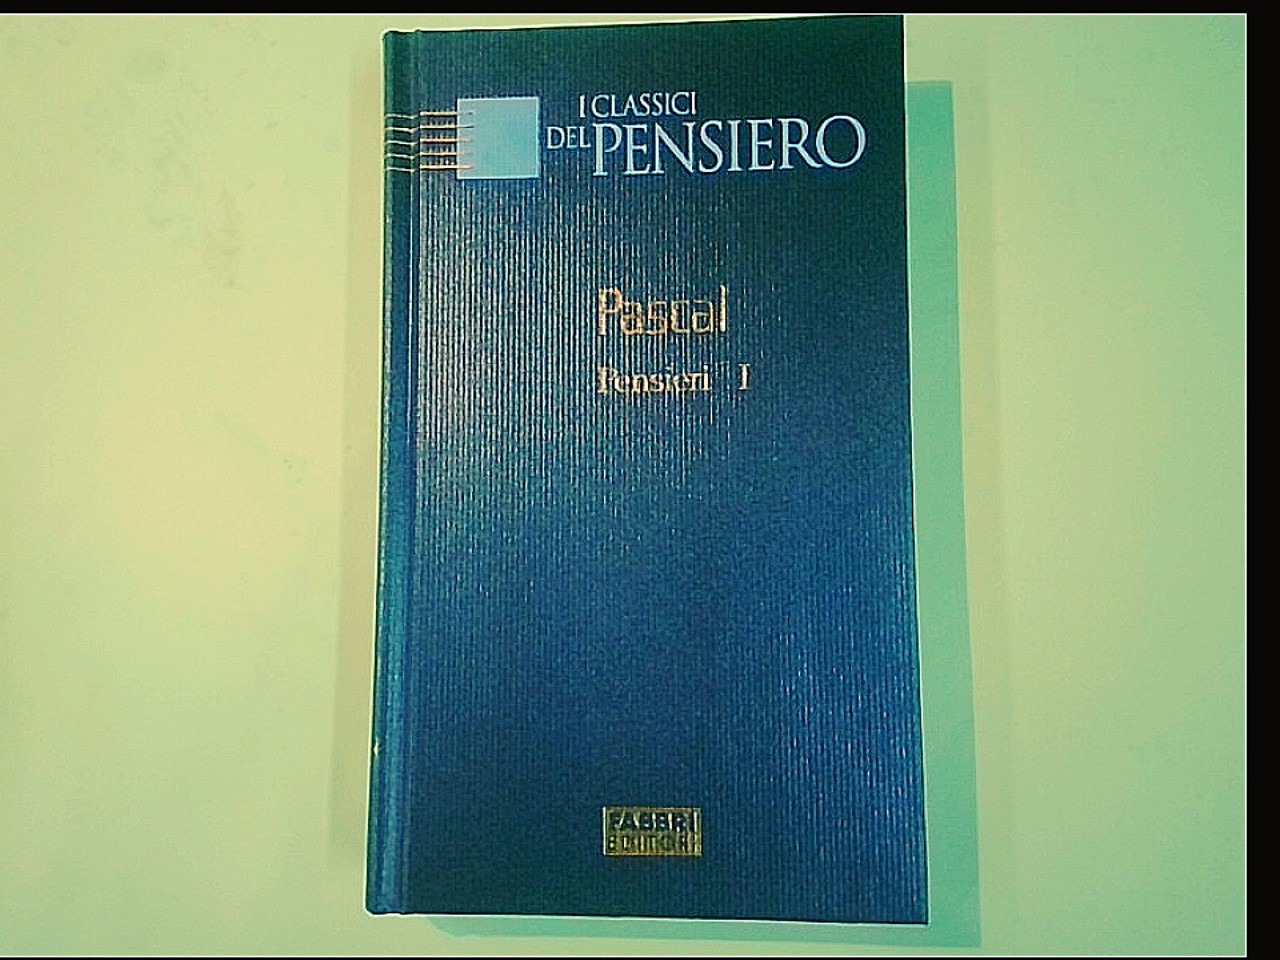 I CLASSICI
DEL PENSIERO
Pascal
Pensieri I
FABBRI
EDITORI